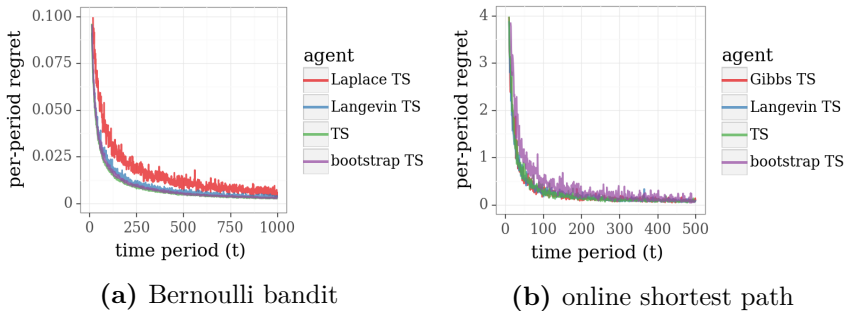 0.100
0.075
0.050
0.025
0
per-period regret
0
250
500
750
1000
time period (t)
agent
Laplace TS
Langevin TS
TS
bootstrap TS
(a) Bernoulli bandit
4
3
2
1
0
per-period regret
0
100
200
300
400
500
time period (t)
agent
Gibbs TS
Langevin TS
TS
bootstrap TS
(b) online shortest path